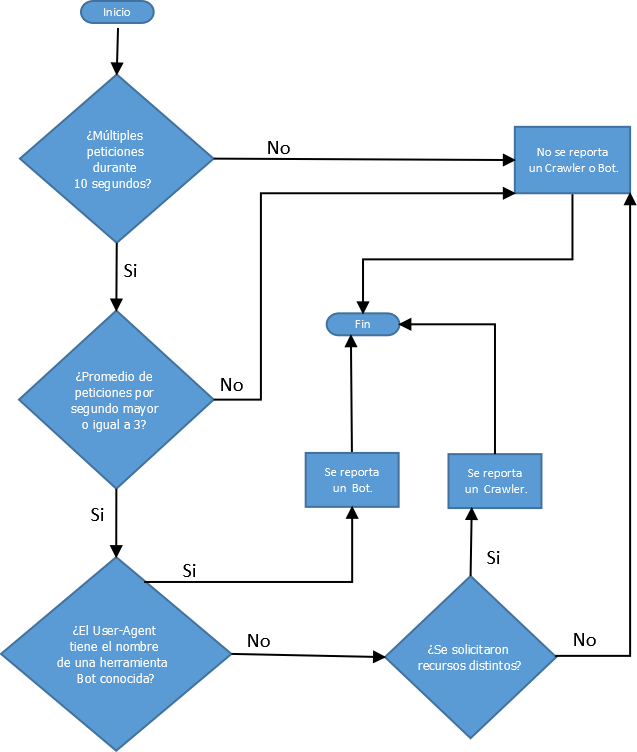 Inicio
¿Múltiples
peticiones
durante
10 segundos?
No
No se reporta
un Crawler o Bot.
Si
Fin
¿Promedio de
peticiones por
segundo mayor
o igual a 3?
No
Se reporta
un Bot.
Se reporta
un Crawler.
Si
Si
Si
¿El User-Agent
tiene el nombre
de una herramienta
Bot conocida?
No
¿Se solicitaron
recursos distintos?
No